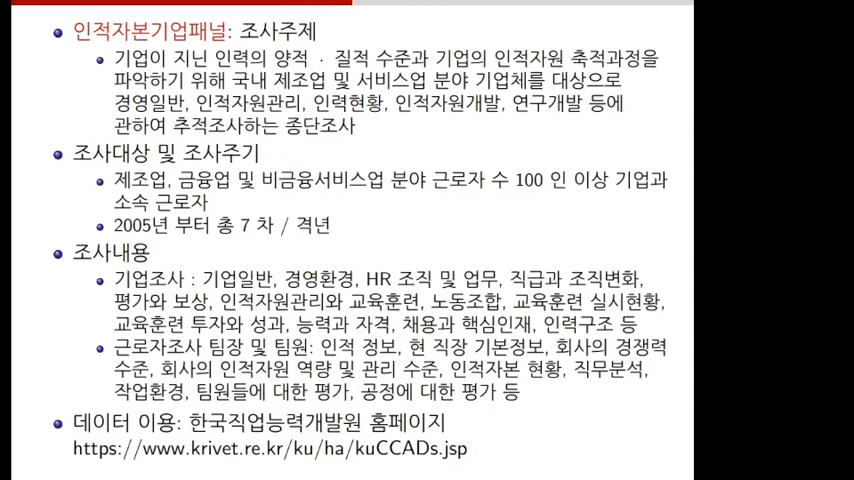 인적자본기업패널: 조사주제
기업이 지닌 인력의 양적 · 질적 수준과 기업의 인적자원 축적과정을
파악하기 위해 국내 제조업 및 서비스업 분야 기업체를 대상으로
경영일반, 인적자원관리, 인력현황, 인적자원개발, 연구개발 등에
관하여 추적조사하는 종단조사
조사대상 및 조사주기
제조업, 금융업 및 비금융서비스업 분야 근로자 수 100 인 이상 기업과
소속 근로자
2005년 부터 총 7 차 / 격년
조사내용
기업조사 : 기업일반, 경영환경, HR 조직 및 업무, 직급과 조직변화,
평가와 보상, 인적자원관리와 교육훈련, 노동조합, 교육훈련 실시현황,
교육훈련 투자와 성과, 능력과 자격, 채용과 핵심인재, 인력구조 등
근로자조사 팀장 및 팀원: 인적 정보, 현 직장 기본정보, 회사의 경쟁력
수준, 회사의 인적자원 역량 및 관리 수준, 인적자본 현황, 직무분석,
작업환경, 팀원들에 대한 평가, 공정에 대한 평가 등
데이터 이용: 한국직업능력개발원 홈페이지
https://www.krivet.re.kr/ku/ha/kuCCADs.jsp